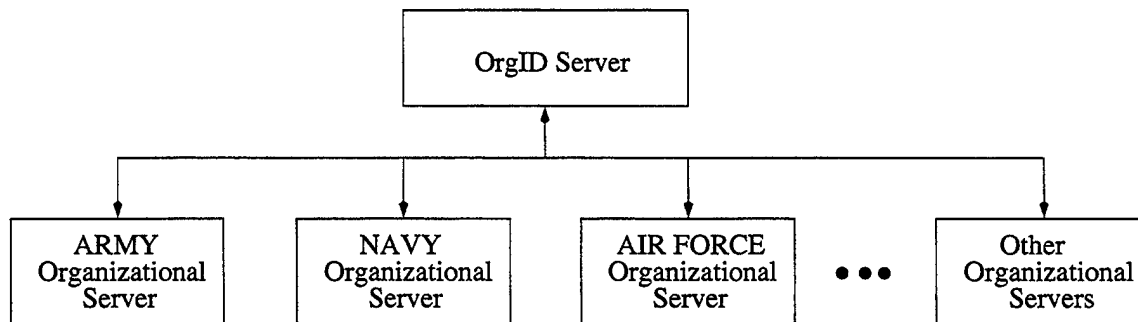 OrgID Server
ARMY
Organizational
Server
NAVY
Organizational
Server
AIR FORCE
Organizational
Server
Other
Organizational
Servers